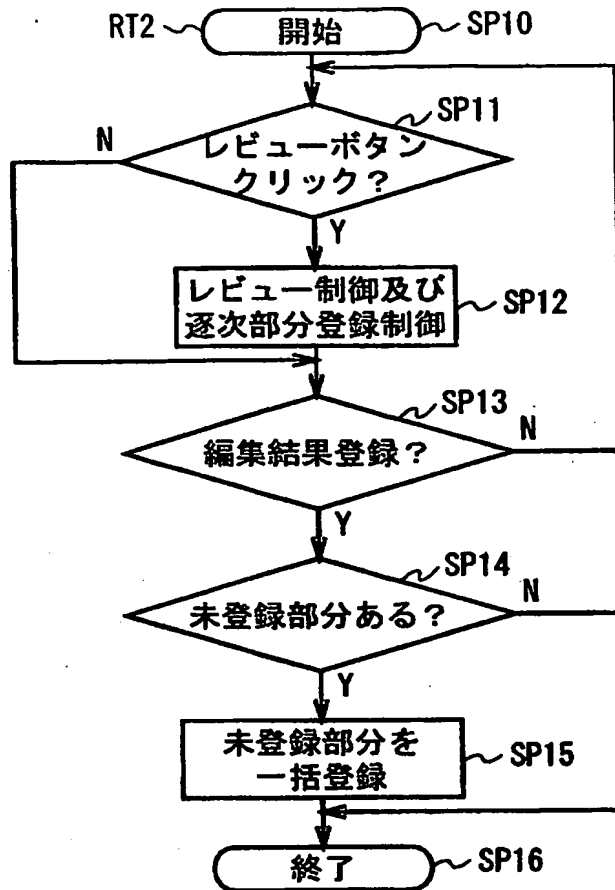 RT2
開始
SP10
SP11
N
レビューボタン
クリック？
Y
レビュー制御及び
逐次部分登録制御
SP12
SP13
編集結果登録？
N
Y
SP14
未登録部分ある？
N
Y
未登録部分を
一括登録
SP15
終了
SP16